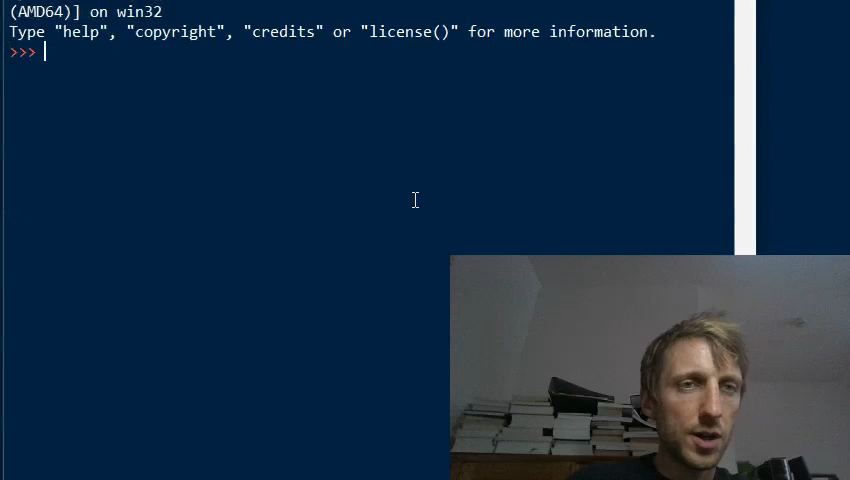 (AMD64)] on win32
Type "help", "copyright", "credits" or "license()" for more information.
>>>